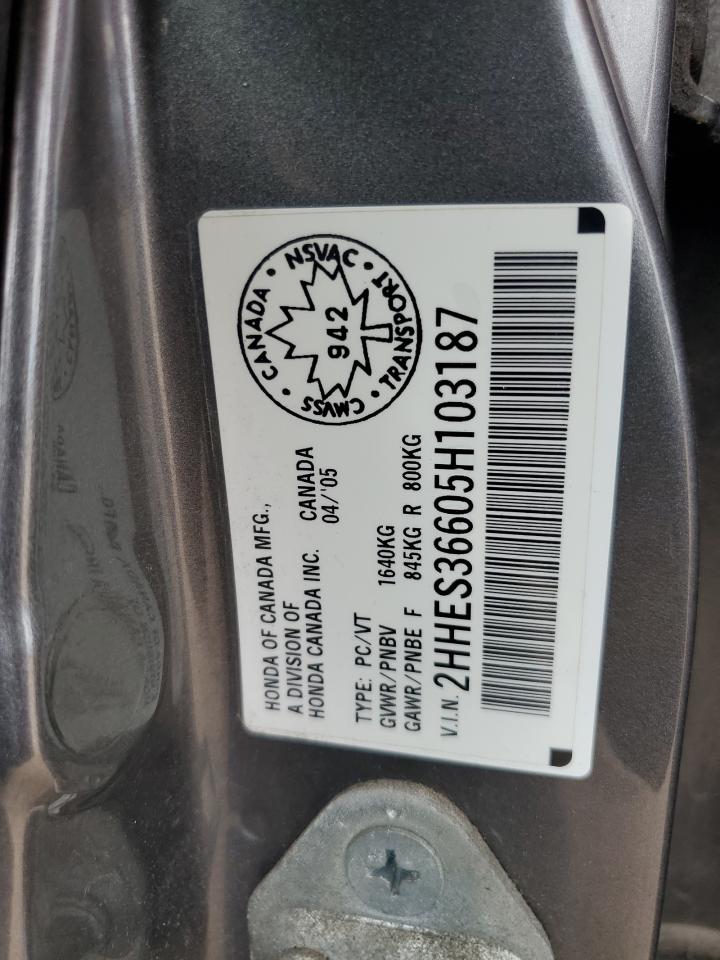 HONDA OF CANADA MFG.,
A DIVISION OF
HONDA CANADA INC. CANADA
04/'05
TYPE: PC/VT
GVWR/PNBV 1640KG
GAWR/PNBE F 845KG R 800KG
V.I.N. 2HHES36605H103187
CANADA • NSVAC • TRANSPORT • CMVSS •
942